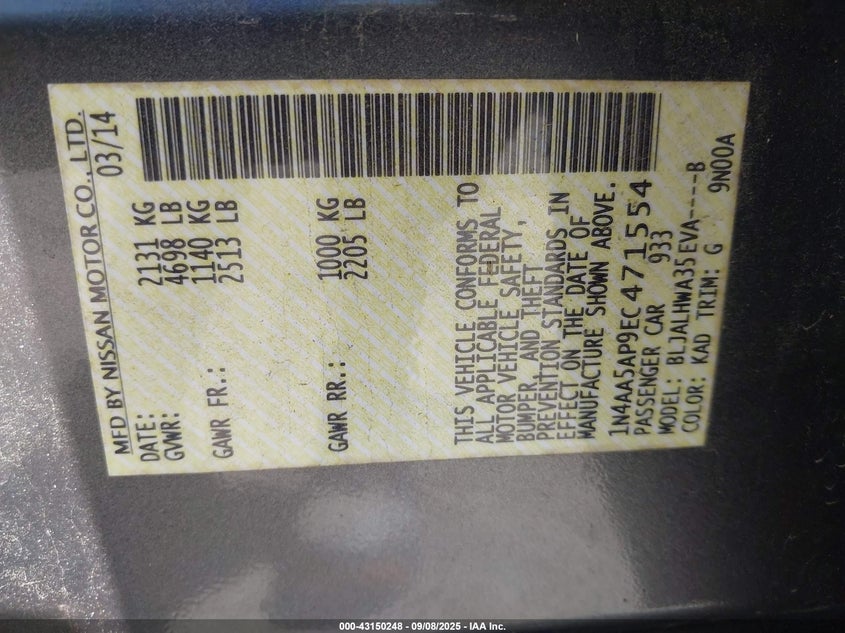 MFD BY NISSAN MOTOR CO., LTD.
DATE: 03/14
GVWR: 2131 KG
4698 LB
GAWR FR.: 1140 KG
2513 LB
GAWR RR.: 1000 KG
2205 LB
THIS VEHICLE CONFORMS TO
ALL APPLICABLE FEDERAL
MOTOR VEHICLE SAFETY,
BUMPER, AND THEFT
PREVENTION STANDARDS IN
EFFECT ON THE DATE OF
MANUFACTURE SHOWN ABOVE.
1N4AA5AP9EC471554
PASSENGER CAR 933
MODEL: BLJALHWA35EVA----B
COLOR: KAD TRIM: G 9N00A
000-43150248 - 09/08/2025 - IAA Inc.